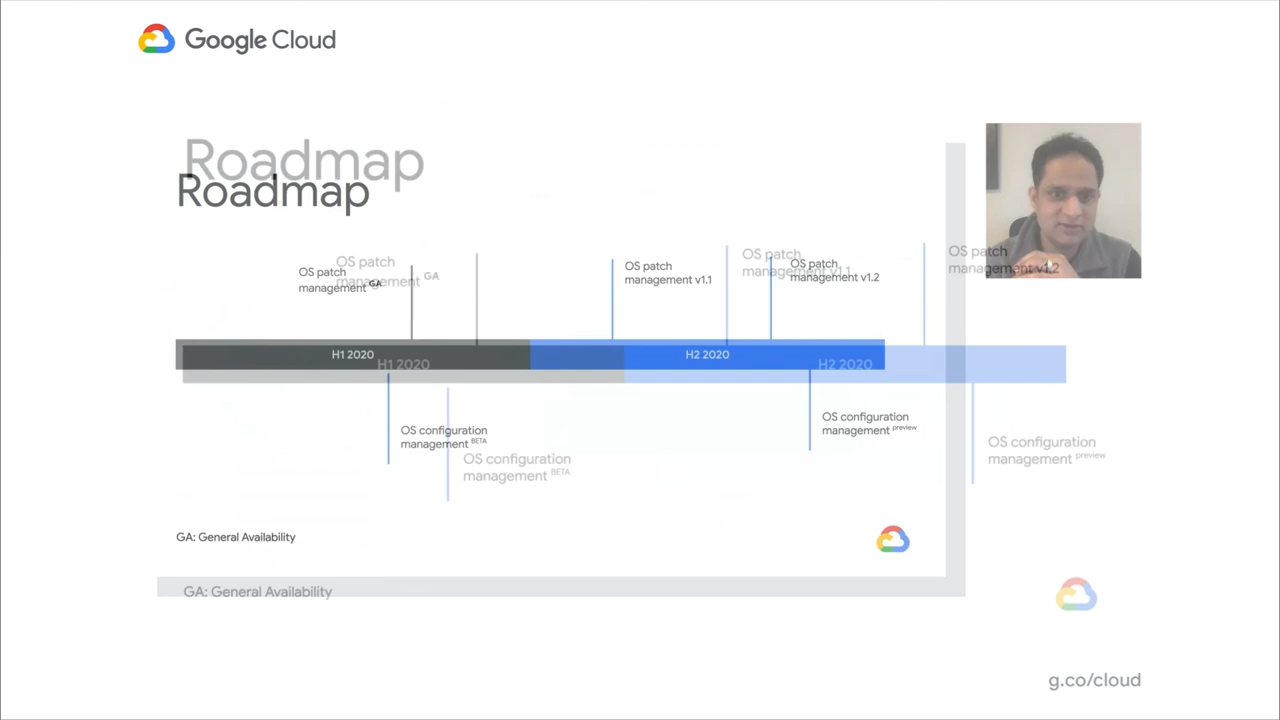 Google Cloud
Roadmap
Roadmap
OS patch
management GA
OS patch
management GA
OS patch
management v1.1
OS patch
management v1.1
OS patch
management v1.2
OS patch
management v1.2
H1 2020
H2 2020
H1 2020
H2 2020
OS configuration
management BETA
OS configuration
management preview
OS configuration
management BETA
OS configuration
management preview
GA: General Availability
GA: General Availability
g.co/cloud